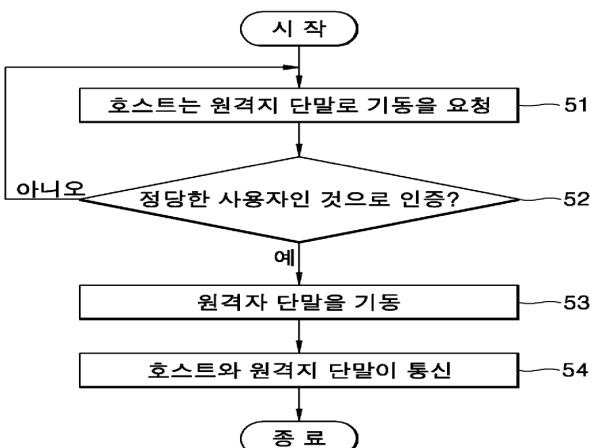 시 작
호스트는 원격지 단말로 기동을 요청 51
아니오 정당한 사용자인 것으로 인증? 52
예
원격자 단말을 기동 53
호스트와 원격지 단말이 통신 54
종 료